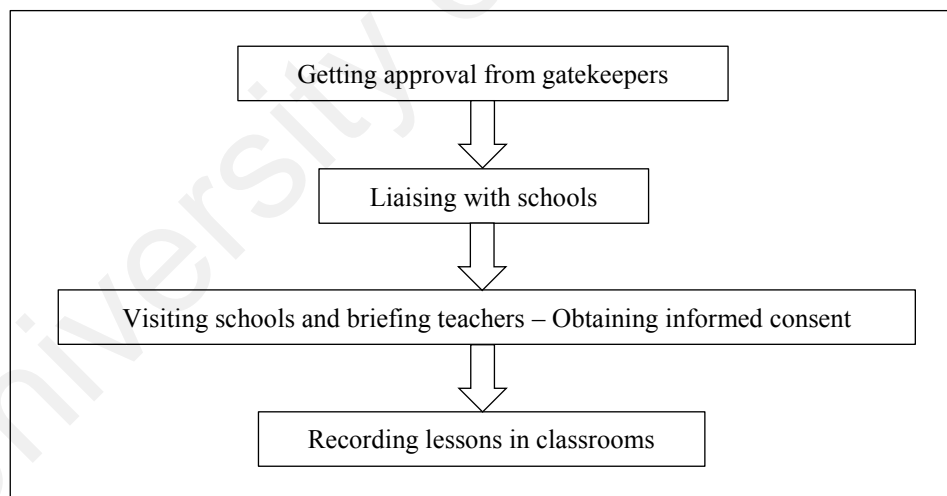 Getting approval from gatekeepers
Liaising with schools
Visiting schools and briefing teachers – Obtaining informed consent
Recording lessons in classrooms
University